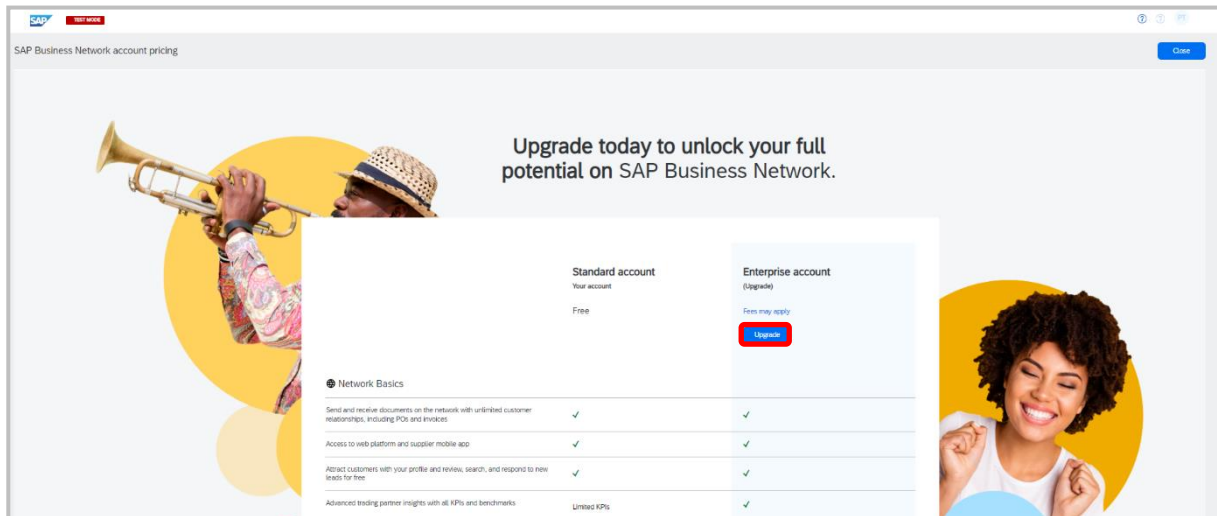 SAP
TEST MODE
SAP Business Network account pricing
Close
Upgrade today to unlock your full
potential on SAP Business Network.
Standard account
Your account
Free
Enterprise account
(Upgrade)
Fees may apply
Upgrade
Network Basics
Send and receive documents on the network with unlimited customer
relationships, including POs and invoices
Access to web platform and supplier mobile app
Attract customers with your profile and review, search, and respond to new
leads for free
Advanced trading partner insights with all KPIs and benchmarks
Limited KPIs